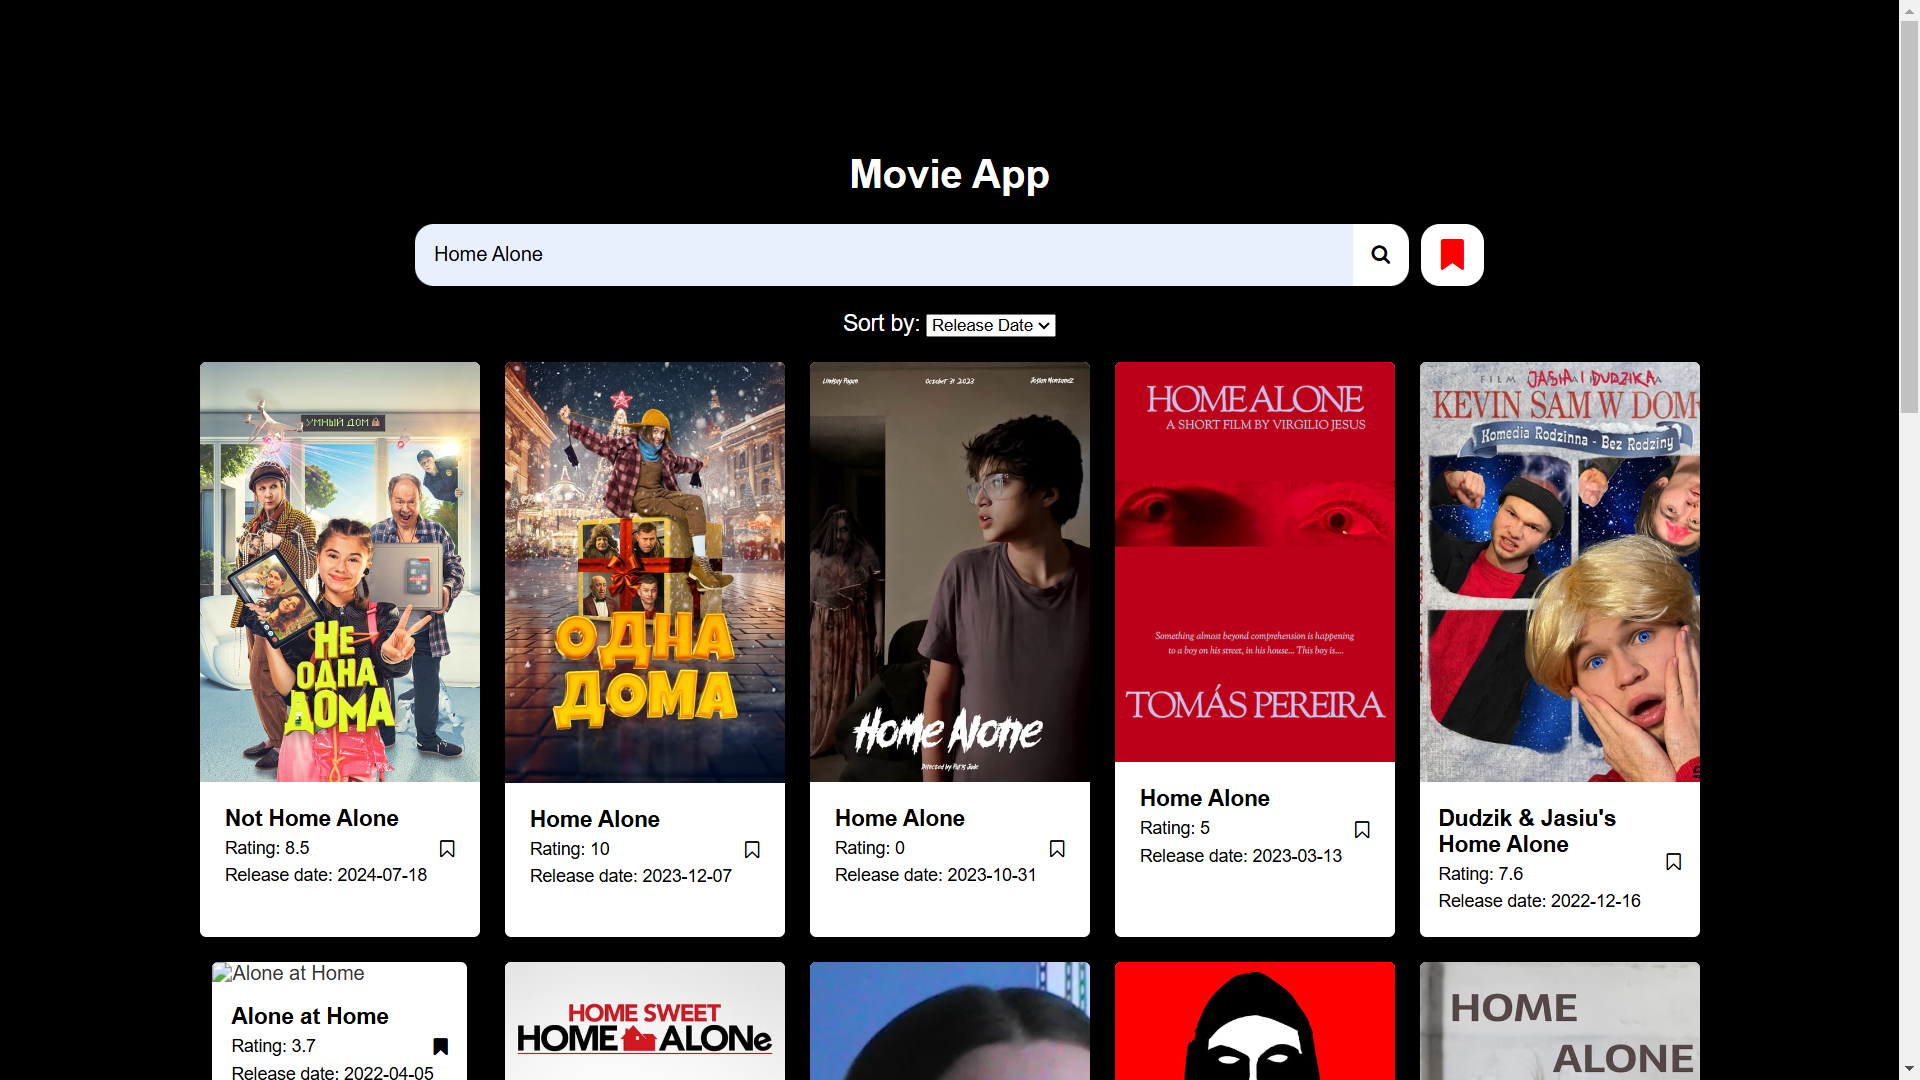 Movie App
Home Alone
Sort by: Release Date
УМНЫЙ ДОМ
НЕ
ОДНА
ДОМА
Not Home Alone
Rating: 8.5
Release date: 2024-07-18
ОДНА
ДОМА
Home Alone
Rating: 10
Release date: 2023-12-07
October 31 2023
Home Alone
Directed by Paris Jade
Home Alone
Rating: 0
Release date: 2023-10-31
HOME ALONE
A SHORT FILM BY VIRGILIO JESUS
Something almost beyond comprehension is happening
to a boy on his street, in his house... This boy is....
TOMÁS PEREIRA
Home Alone
Rating: 5
Release date: 2023-03-13
FILM JASIA I DUDZIKA
KEVIN SAM W DOM
Komedia Rodzinna - Bez Rodziny
Dudzik & Jasiu's
Home Alone
Rating: 7.6
Release date: 2022-12-16
Alone at Home
Alone at Home
Rating: 3.7
Release date: 2022-04-05
HOME SWEET
HOME ALONe
HOME
ALONE